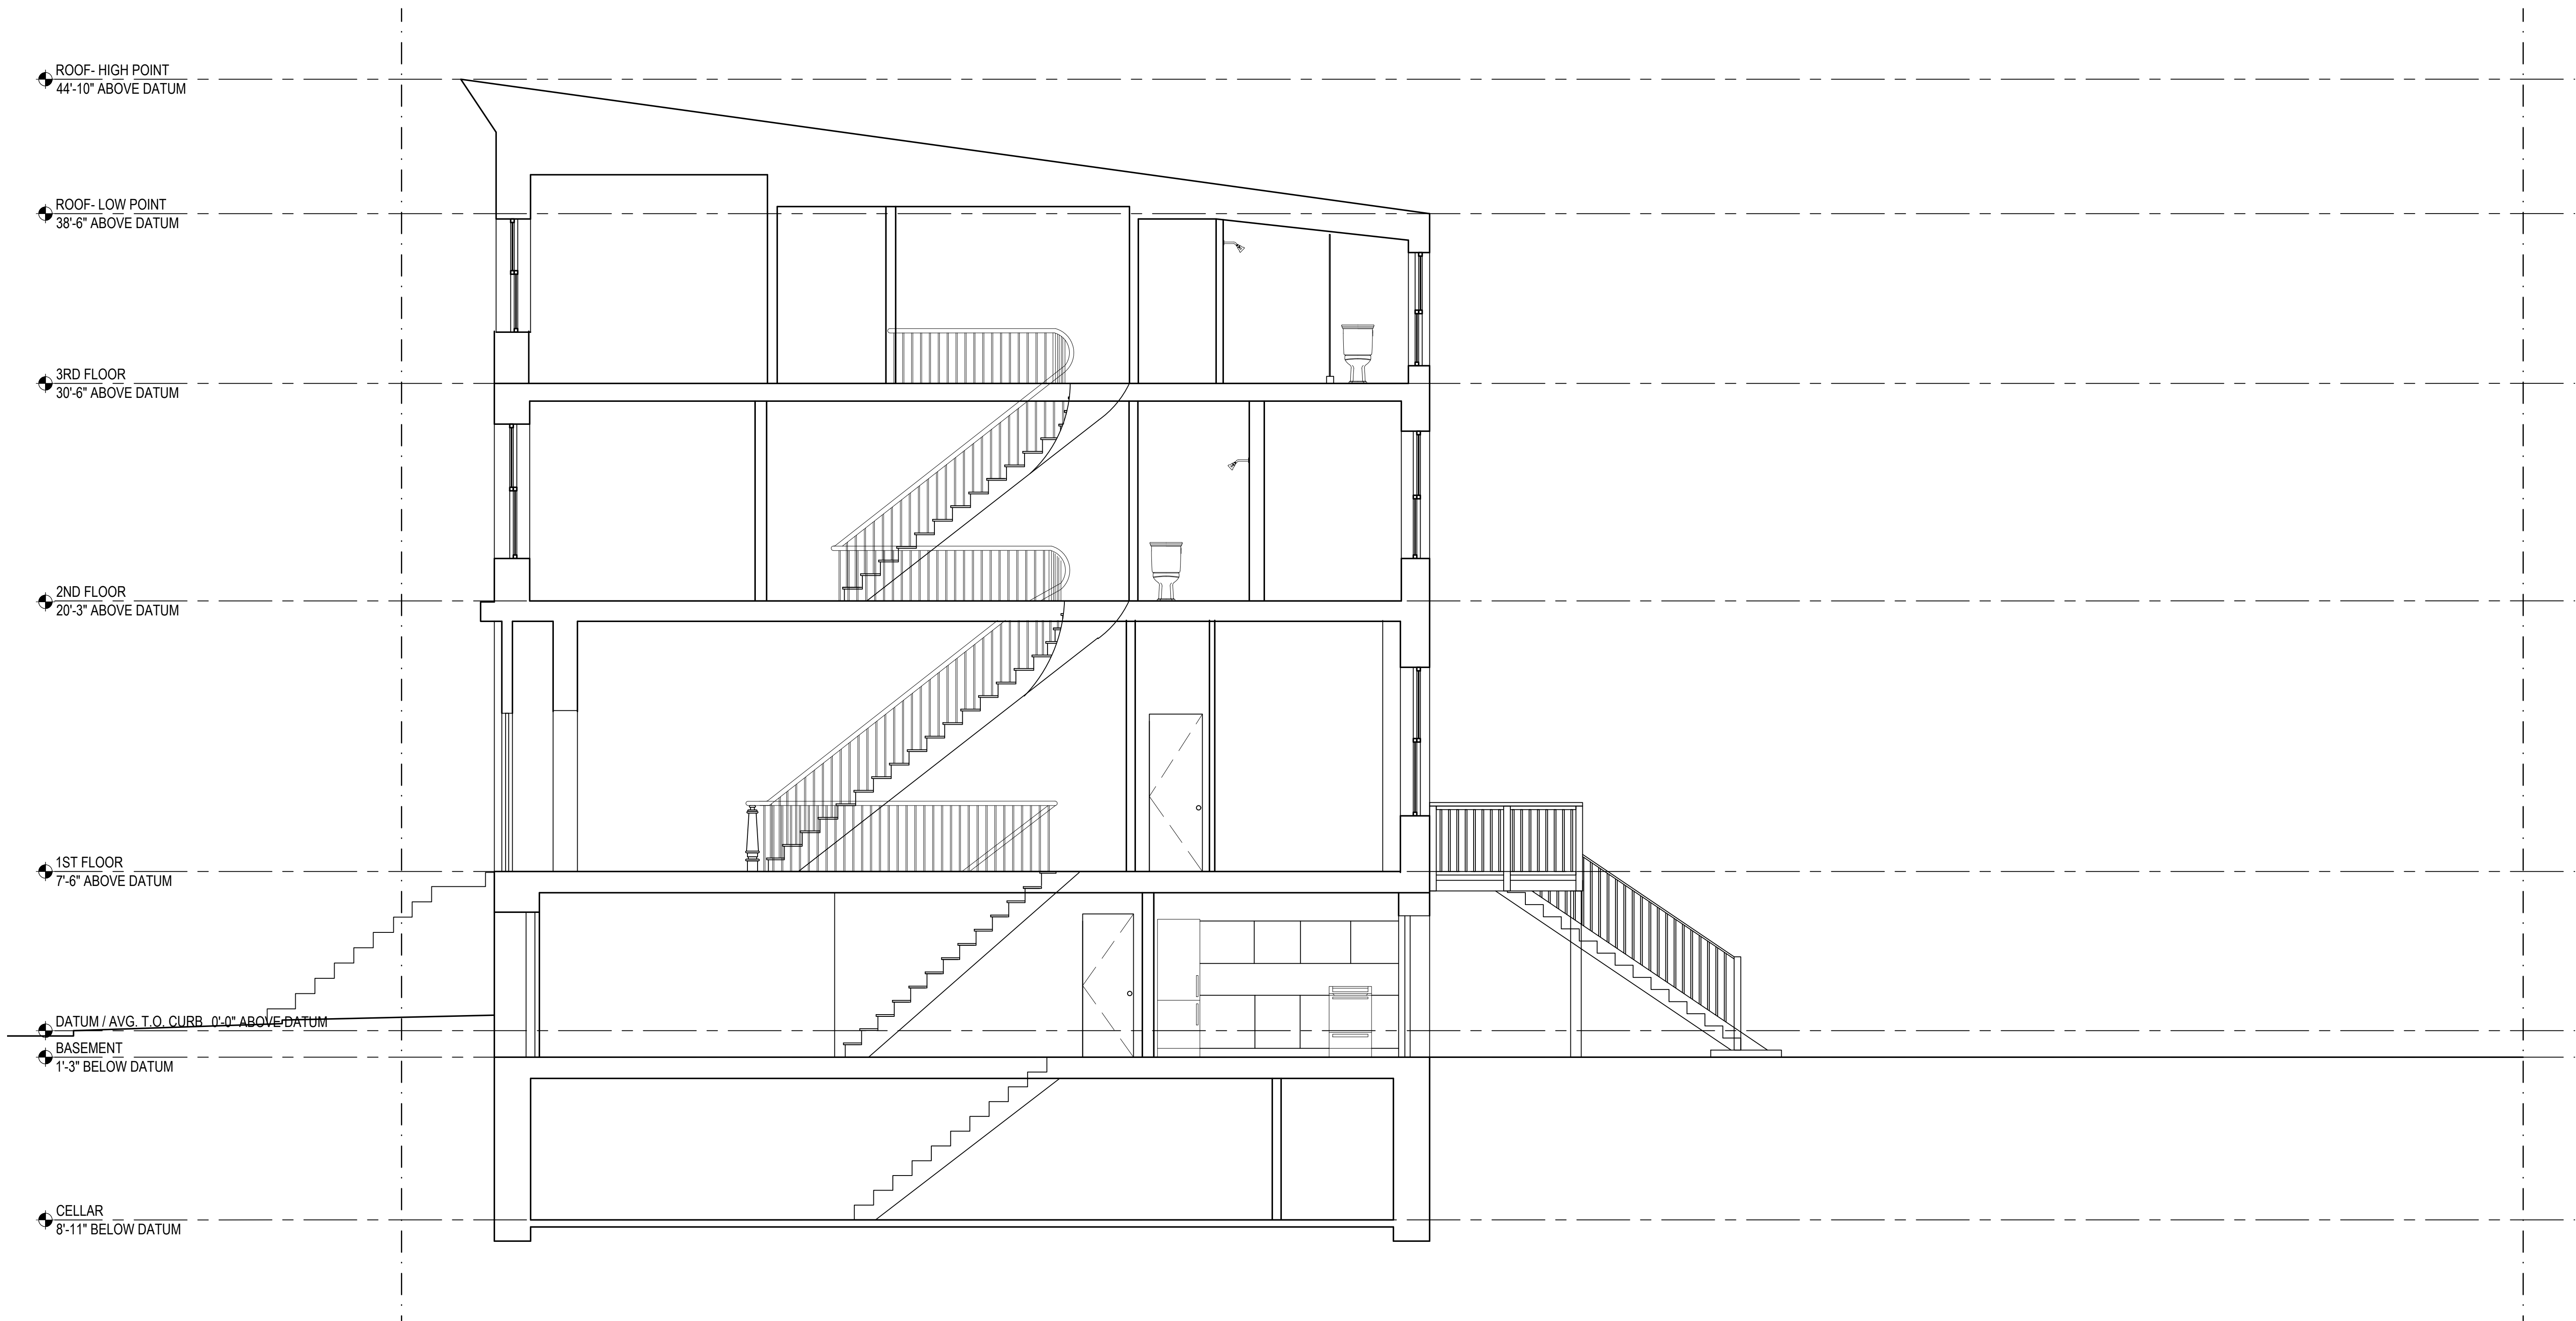 ROOF- HIGH POINT
44'-10" ABOVE DATUM
ROOF- LOW POINT
38'-6" ABOVE DATUM
3RD FLOOR
30'-6" ABOVE DATUM
2ND FLOOR
20'-3" ABOVE DATUM
1ST FLOOR
7'-6" ABOVE DATUM
DATUM / AVG. T.O. CURB 0'-0" ABOVE DATUM
BASEMENT
1'-3" BELOW DATUM
CELLAR
8'-11" BELOW DATUM